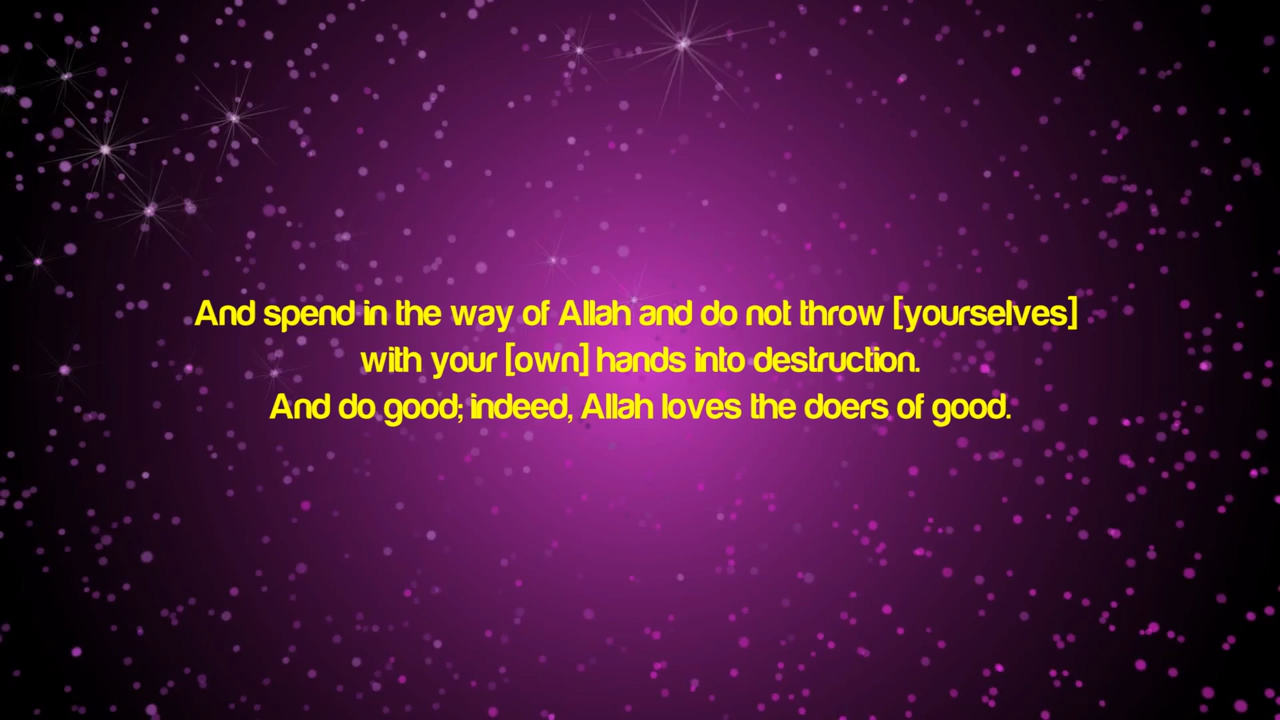 And spend in the way of Allah and do not throw [yourselves]
with your [own] hands into destruction.
And do good; indeed, Allah loves the doers of good.